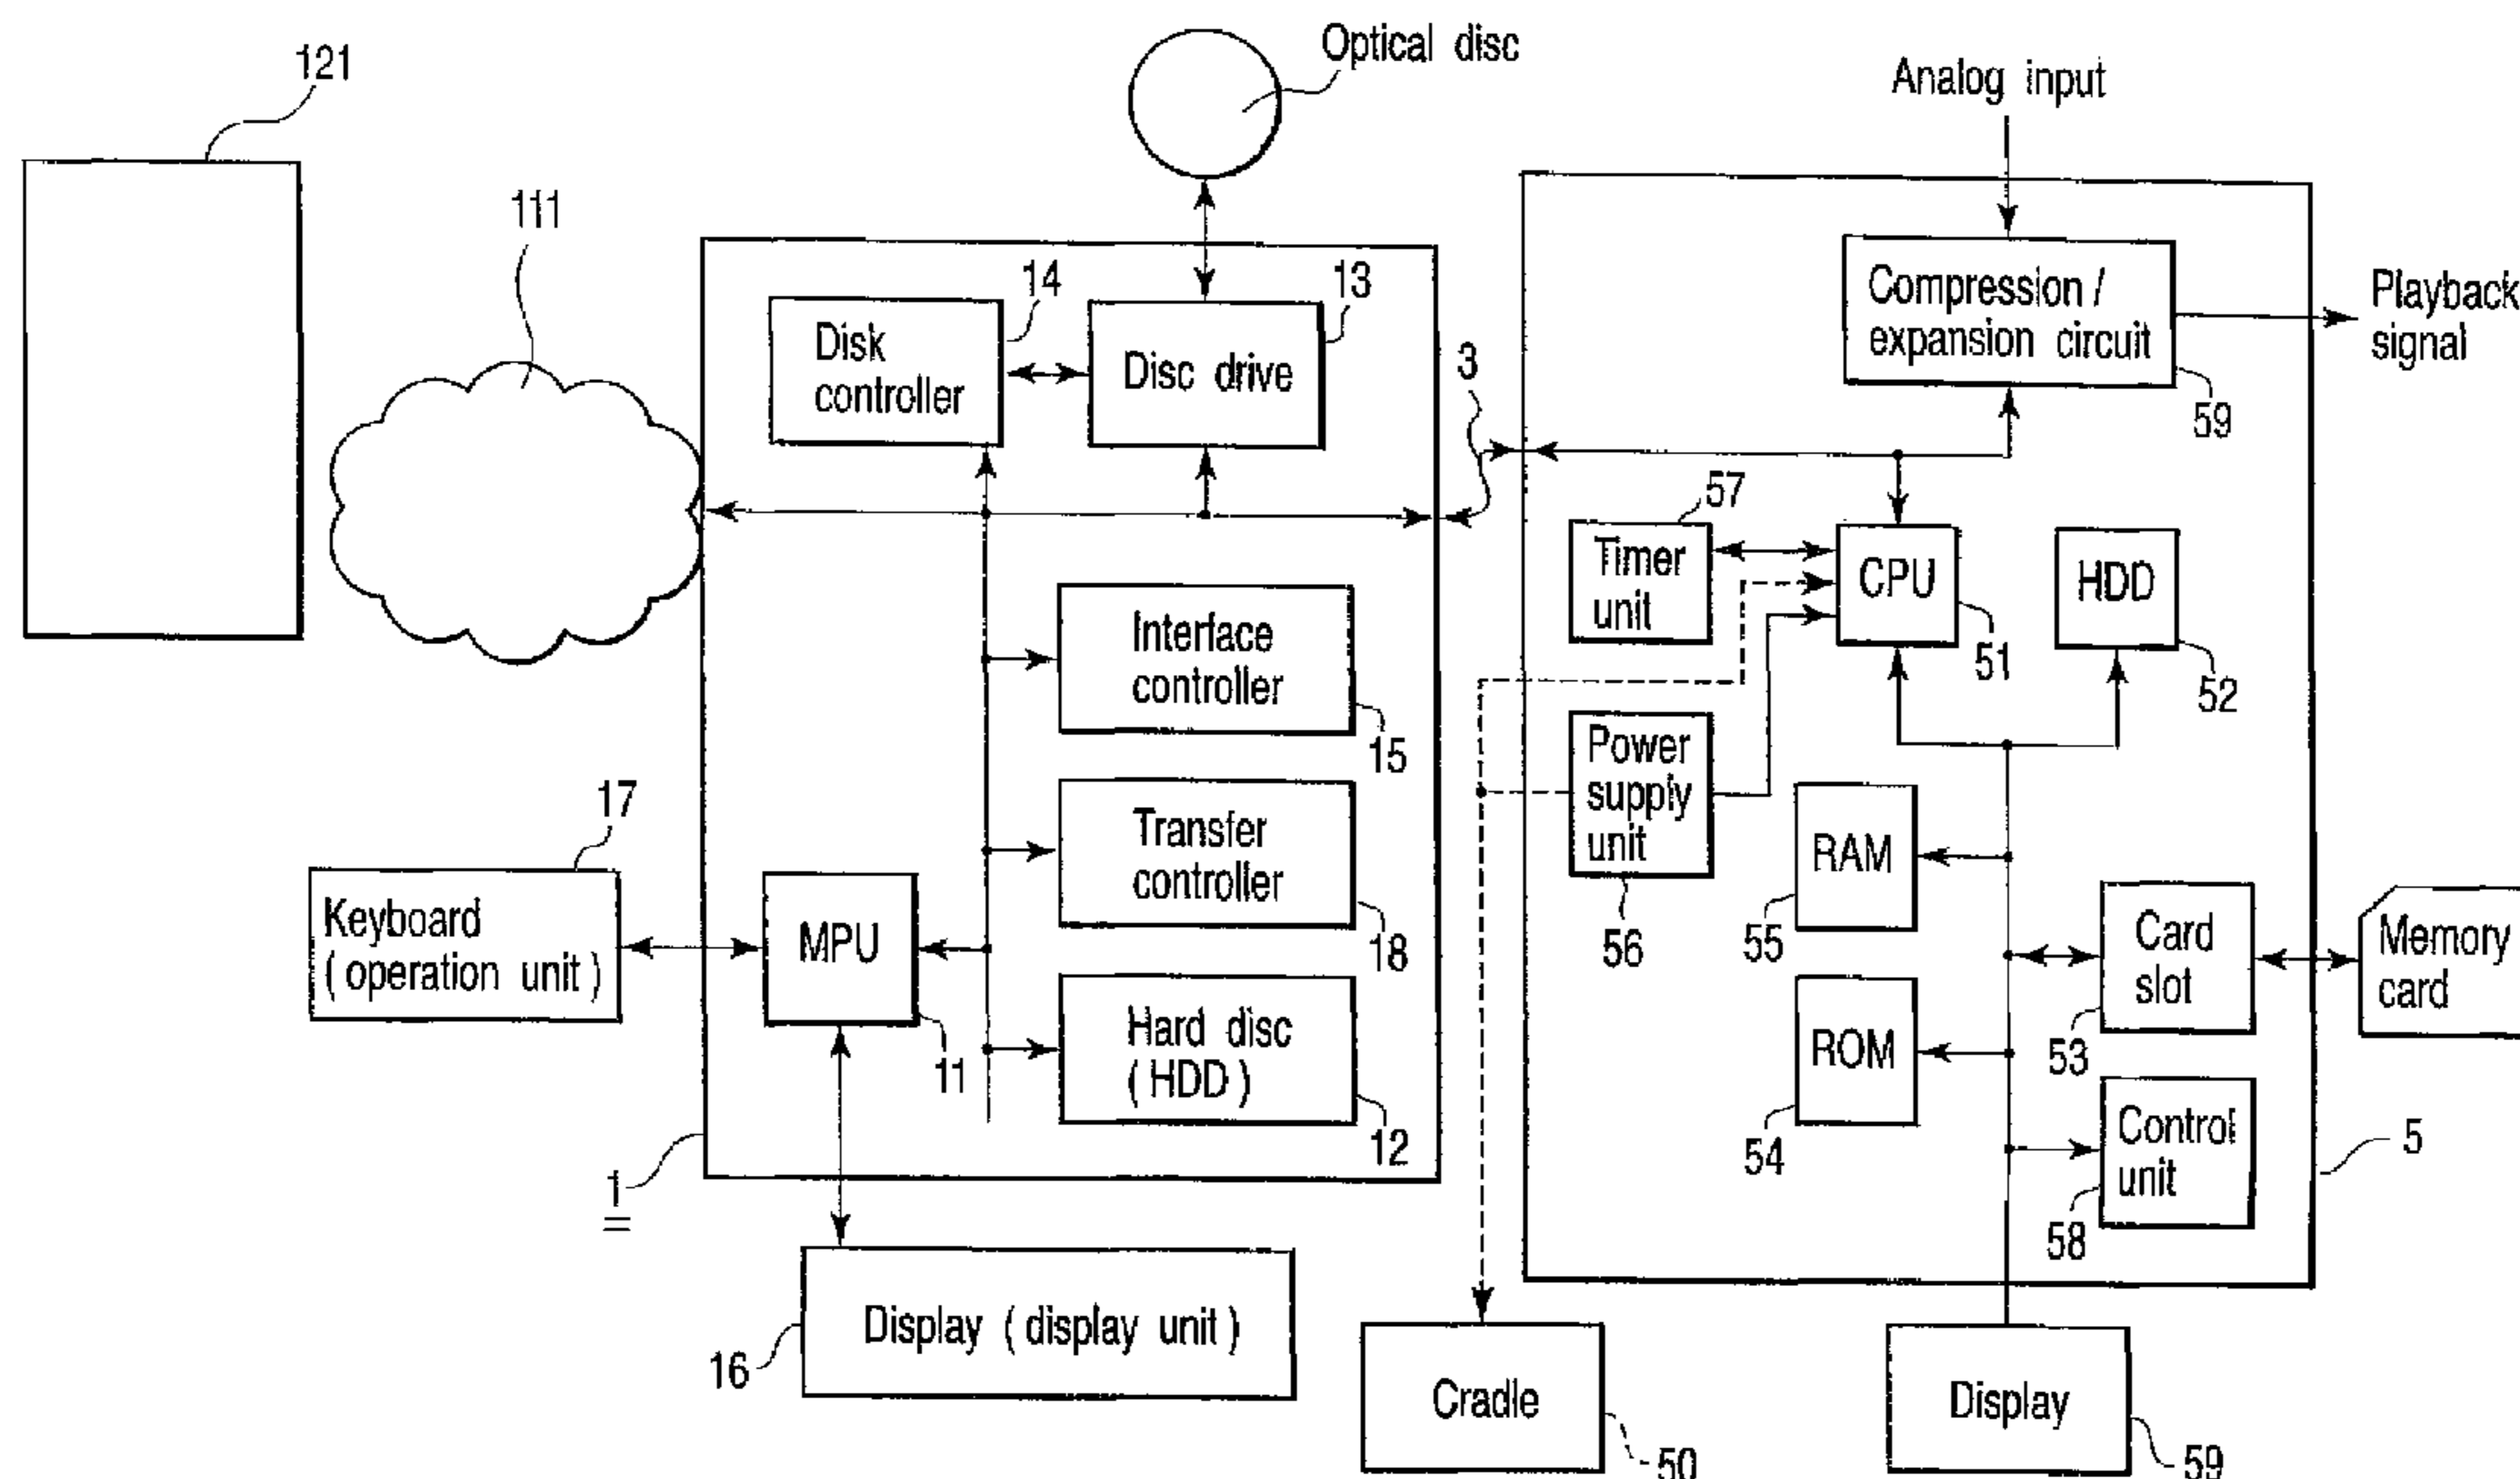 121
Optical disc
Analog input
111
14
13
Disk
controller
Disc drive
3
Compression /
expansion circuit
Playback
signal
59
57
Timer
unit
CPU
HDD
51
52
Interface
controller
15
Power
supply
unit
56
17
Transfer
controller
18
RAM
55
Keyboard
( operation unit )
MPU
11
Card
slot
53
Memory
card
Hard disc
( HDD )
12
ROM
54
Control
unit
58
5
1
Display ( display unit )
16
Cradle
50
Display
59